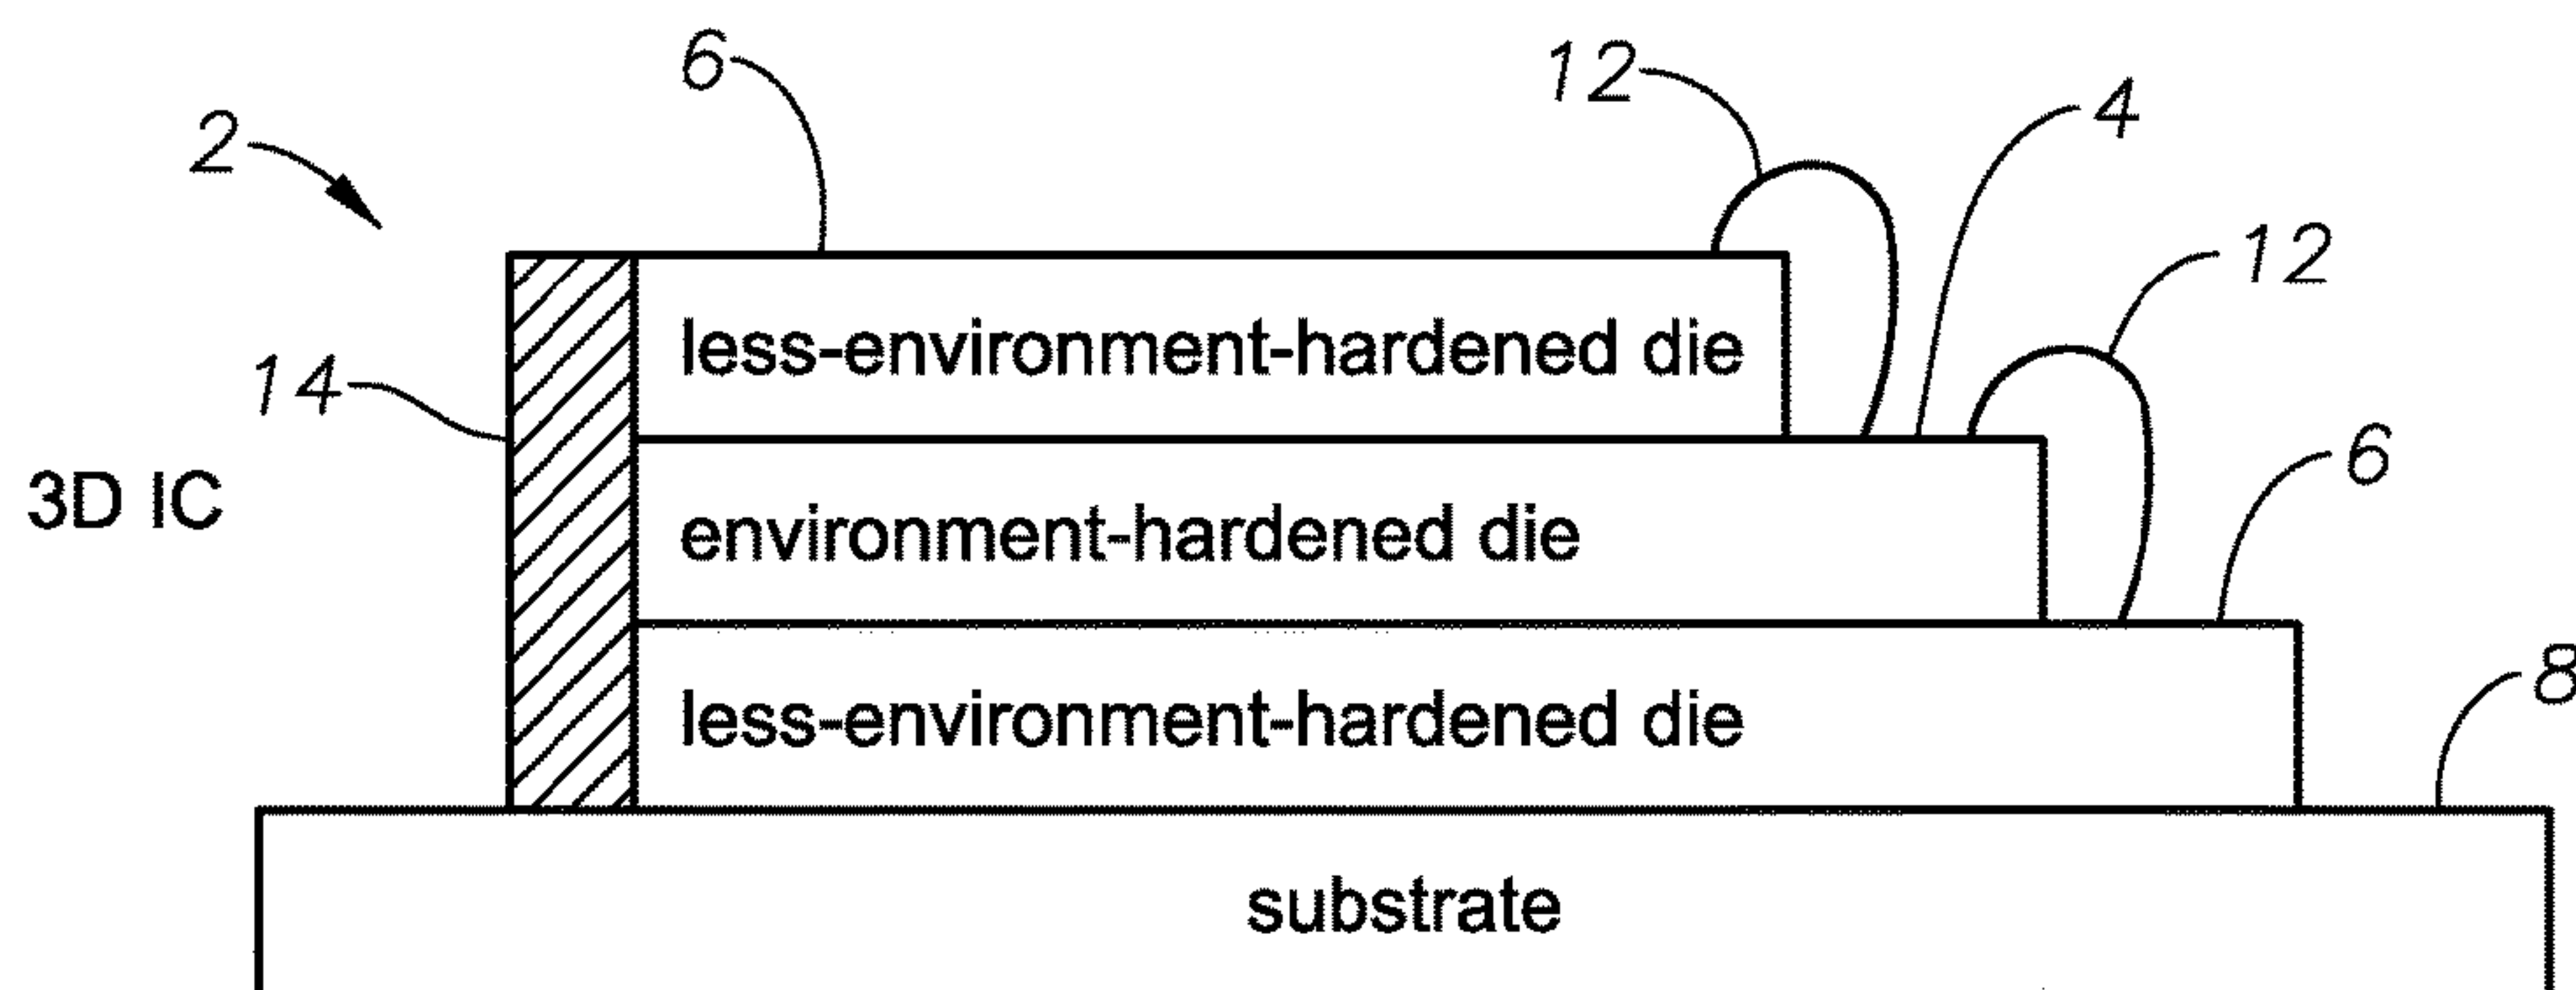 6
12
4
2
12
less-environment-hardened die
14
6
3D IC
environment-hardened die
8
less-environment-hardened die
substrate